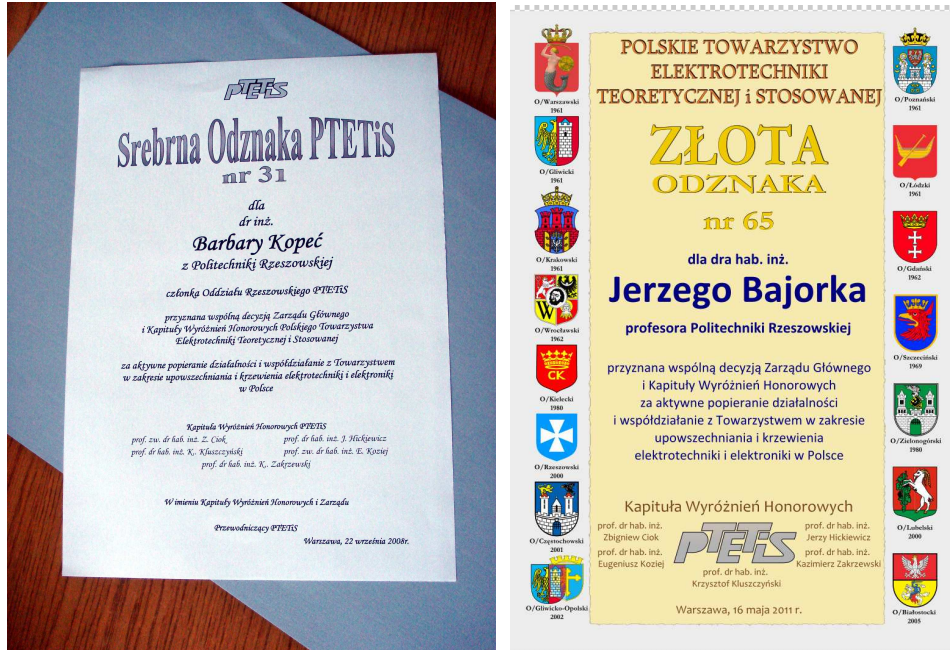 PTETiS
Srebrna Odznaka PTETiS
nr 31
dla
dr inż.
Barbary Kopeć
z Politechniki Rzeszowskiej
członka Oddziału Rzeszowskiego PTETiS
przyznana wspólną decyzją Zarządu Głównego
i Kapituły Wyróżnień Honorowych Polskiego Towarzystwa
Elektrotechniki Teoretycznej i Stosowanej
za aktywne popieranie działalności i współdziałanie z Towarzystwem
w zakresie upowszechniania i krzewienia elektrotechniki i elektroniki
w Polsce
Kapituła Wyróżnień Honorowych PTETiS
prof. zw. dr hab. inż. Z. Ciok
prof. dr hab. inż. J. Hickiewicz
prof. dr hab. inż. K. Kluszczyński
prof. zw. dr hab. inż. E. Koziej
prof. dr hab. inż. K. Zakrzewski
W imieniu Kapituły Wyróżnień Honorowych i Zarządu
Przewodniczący PTETiS
Warszawa, 22 września 2008r.
POLSKIE TOWARZYSTWO
ELEKTROTECHNIKI
TEORETYCZNEJ i STOSOWANEJ
ZŁOTA
ODZNAKA
nr 65
dla dra hab. inż.
Jerzego Bajorka
profesora Politechniki Rzeszowskiej
przyznana wspólną decyzją Zarządu Głównego
i Kapituły Wyróżnień Honorowych
za aktywne popieranie działalności
i współdziałanie z Towarzystwem w zakresie
upowszechniania i krzewienia
elektrotechniki i elektroniki w Polsce
Kapituła Wyróżnień Honorowych
prof. dr hab. inż.
Zbigniew Ciok
prof. dr hab. inż.
Eugeniusz Koziej
PTETiS
prof. dr hab. inż.
Jerzy Hickiewicz
prof. dr hab. inż.
Kazimierz Zakrzewski
prof. dr hab. inż.
Krzysztof Kluszczyński
Warszawa, 16 maja 2011 r.
O/Warszawski
1961
O/Gliwicki
1961
O/Krakowski
1961
O/Wrocławski
1962
CK
O/Kielecki
1980
O/Rzeszowski
2000
O/Częstochowski
2001
O/Gliwicko-Opolski
2002
O/Poznański
1961
O/Łódzki
1961
O/Gdański
1962
O/Szczeciński
1969
O/Zielonogórski
1980
O/Lubelski
2000
O/Białostocki
2005